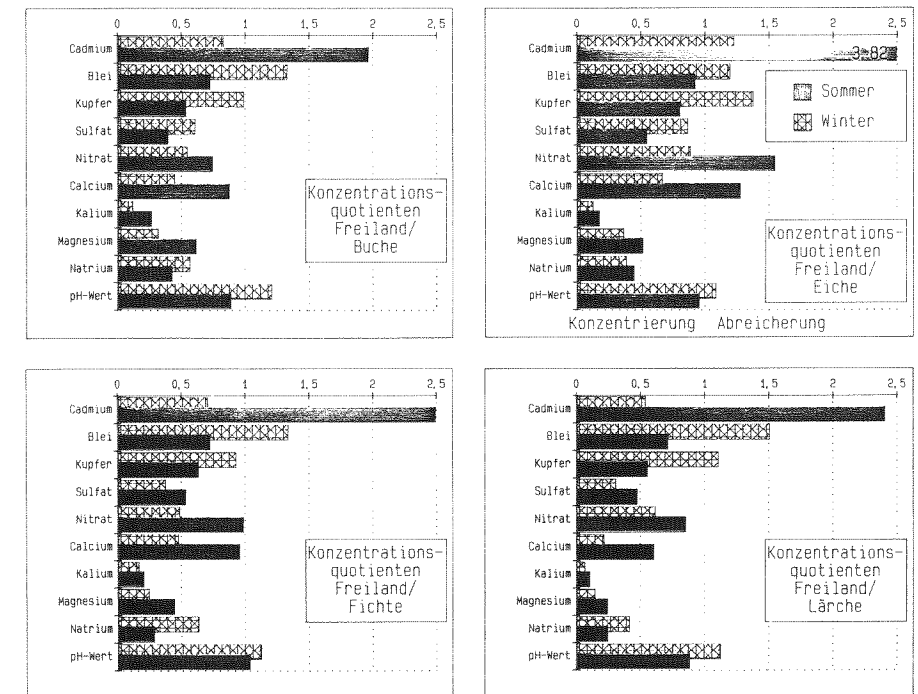 0 0,5 1 1,5 2 2,5
Cadmium
Blei
Kupfer
Sulfat
Nitrat
Calcium
Kalium
Magnesium
Natrium
pH-Wert
Konzentrations-
quotienten
Freiland/
Buche
0 0,5 1 1,5 2 2,5
Cadmium
3.82
Blei
Kupfer
Sulfat
Nitrat
Calcium
Kalium
Magnesium
Natrium
pH-Wert
Sommer
Winter
Konzentrations-
quotienten
Freiland/
Eiche
Konzentrierung Abreicherung
0 0,5 1 1,5 2 2,5
Cadmium
Blei
Kupfer
Sulfat
Nitrat
Calcium
Kalium
Magnesium
Natrium
pH-Wert
Konzentrations-
quotienten
Freiland/
Fichte
0 0,5 1 1,5 2 2,5
Cadmium
Blei
Kupfer
Sulfat
Nitrat
Calcium
Kalium
Magnesium
Natrium
pH-Wert
Konzentrations-
quotienten
Freiland/
Lärche